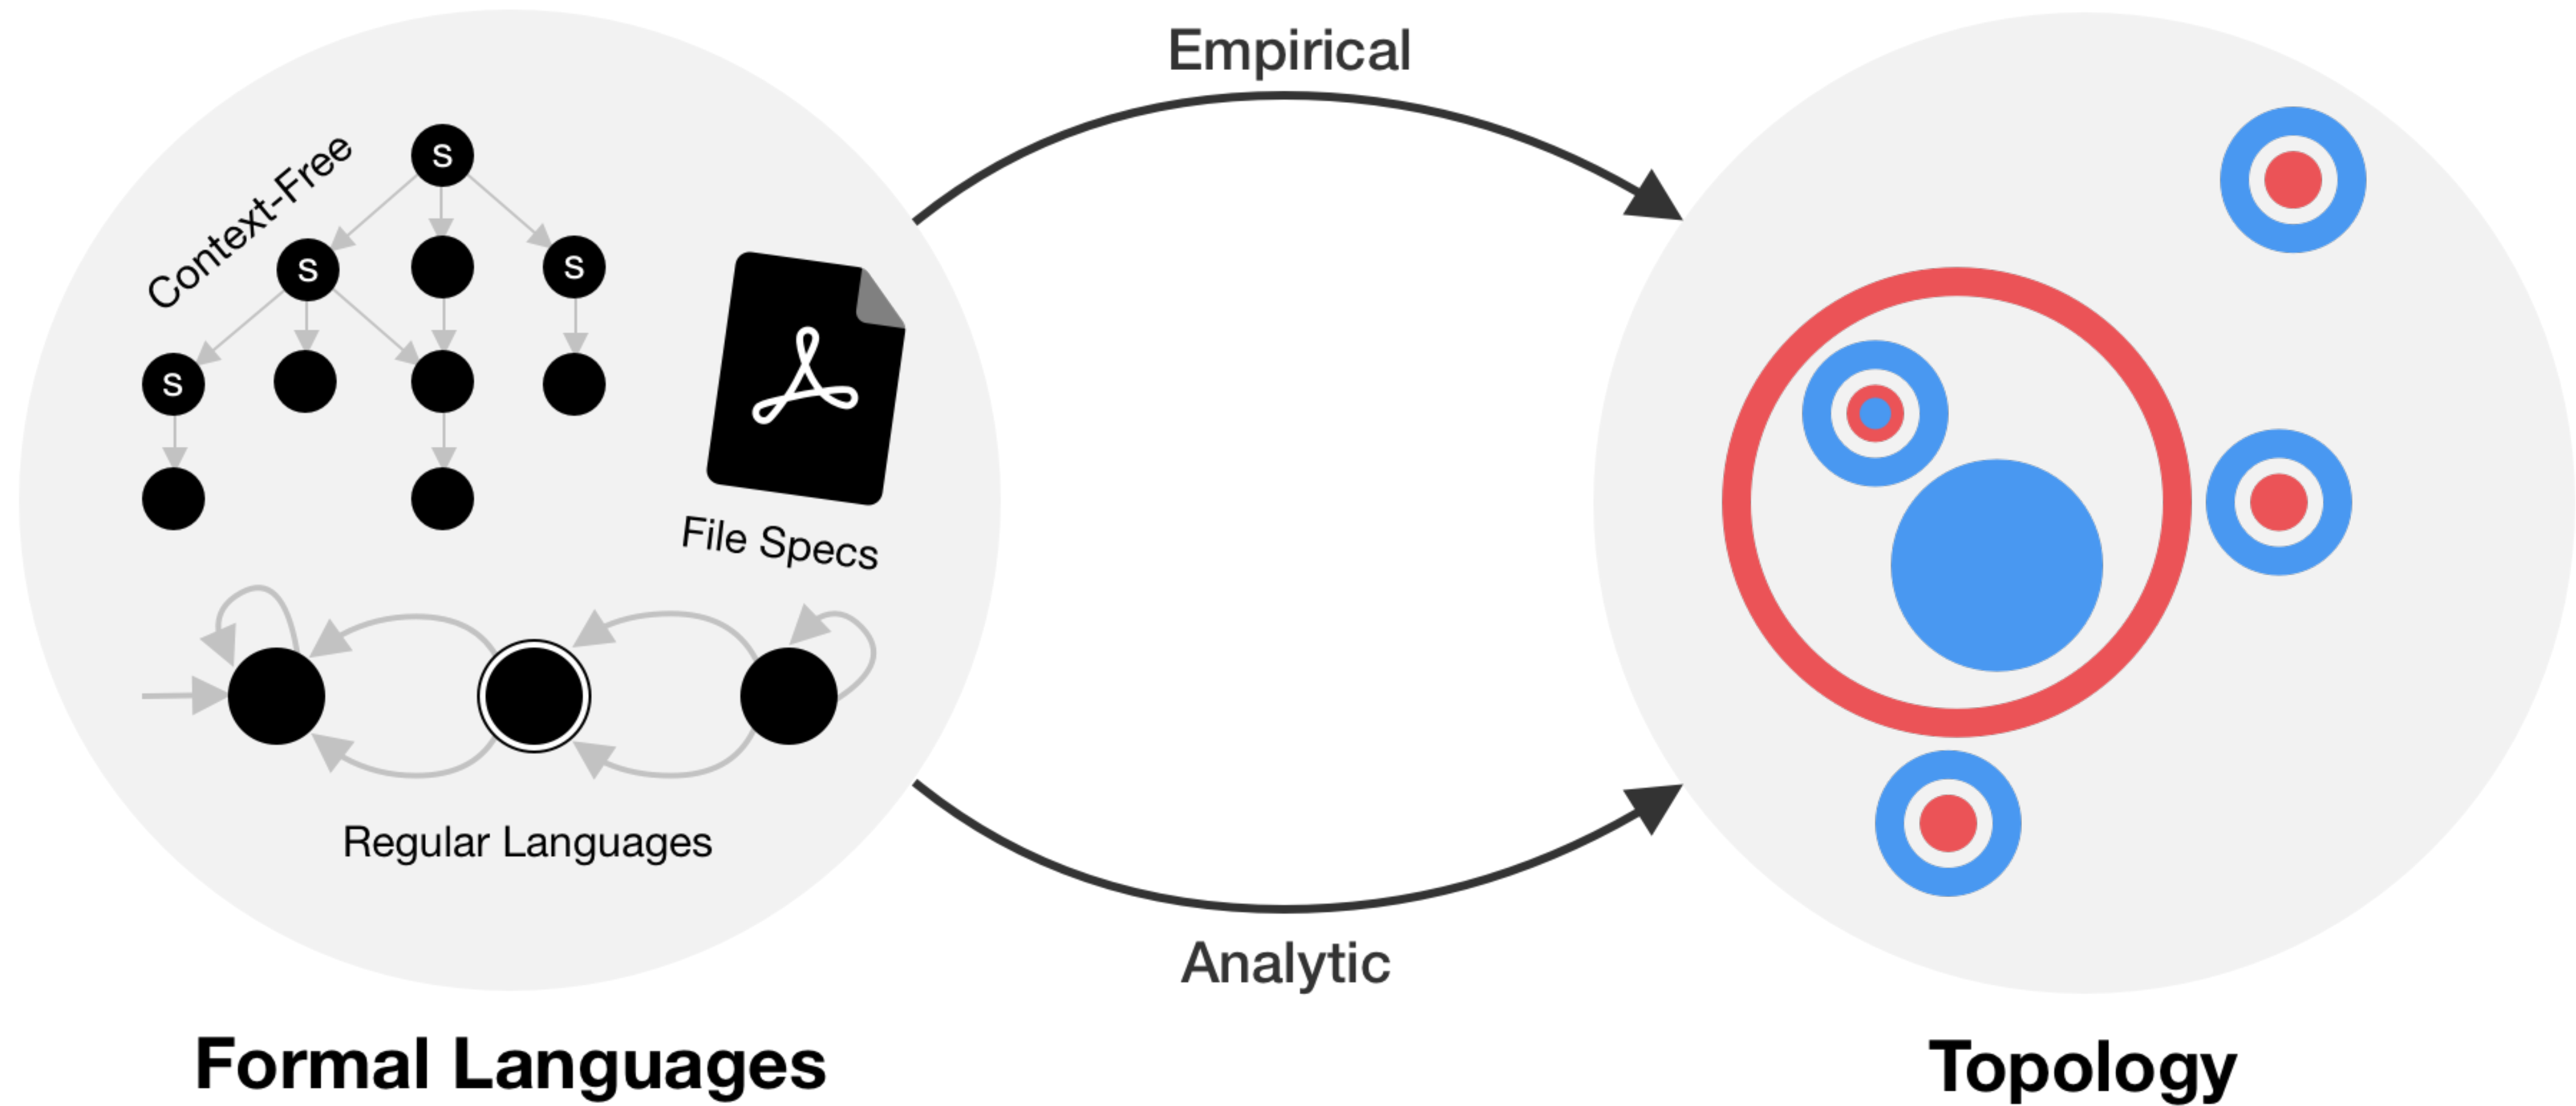 Empirical
Context-Free
S
S
S
S
File Specs
Regular Languages
Analytic
Formal Languages
Topology